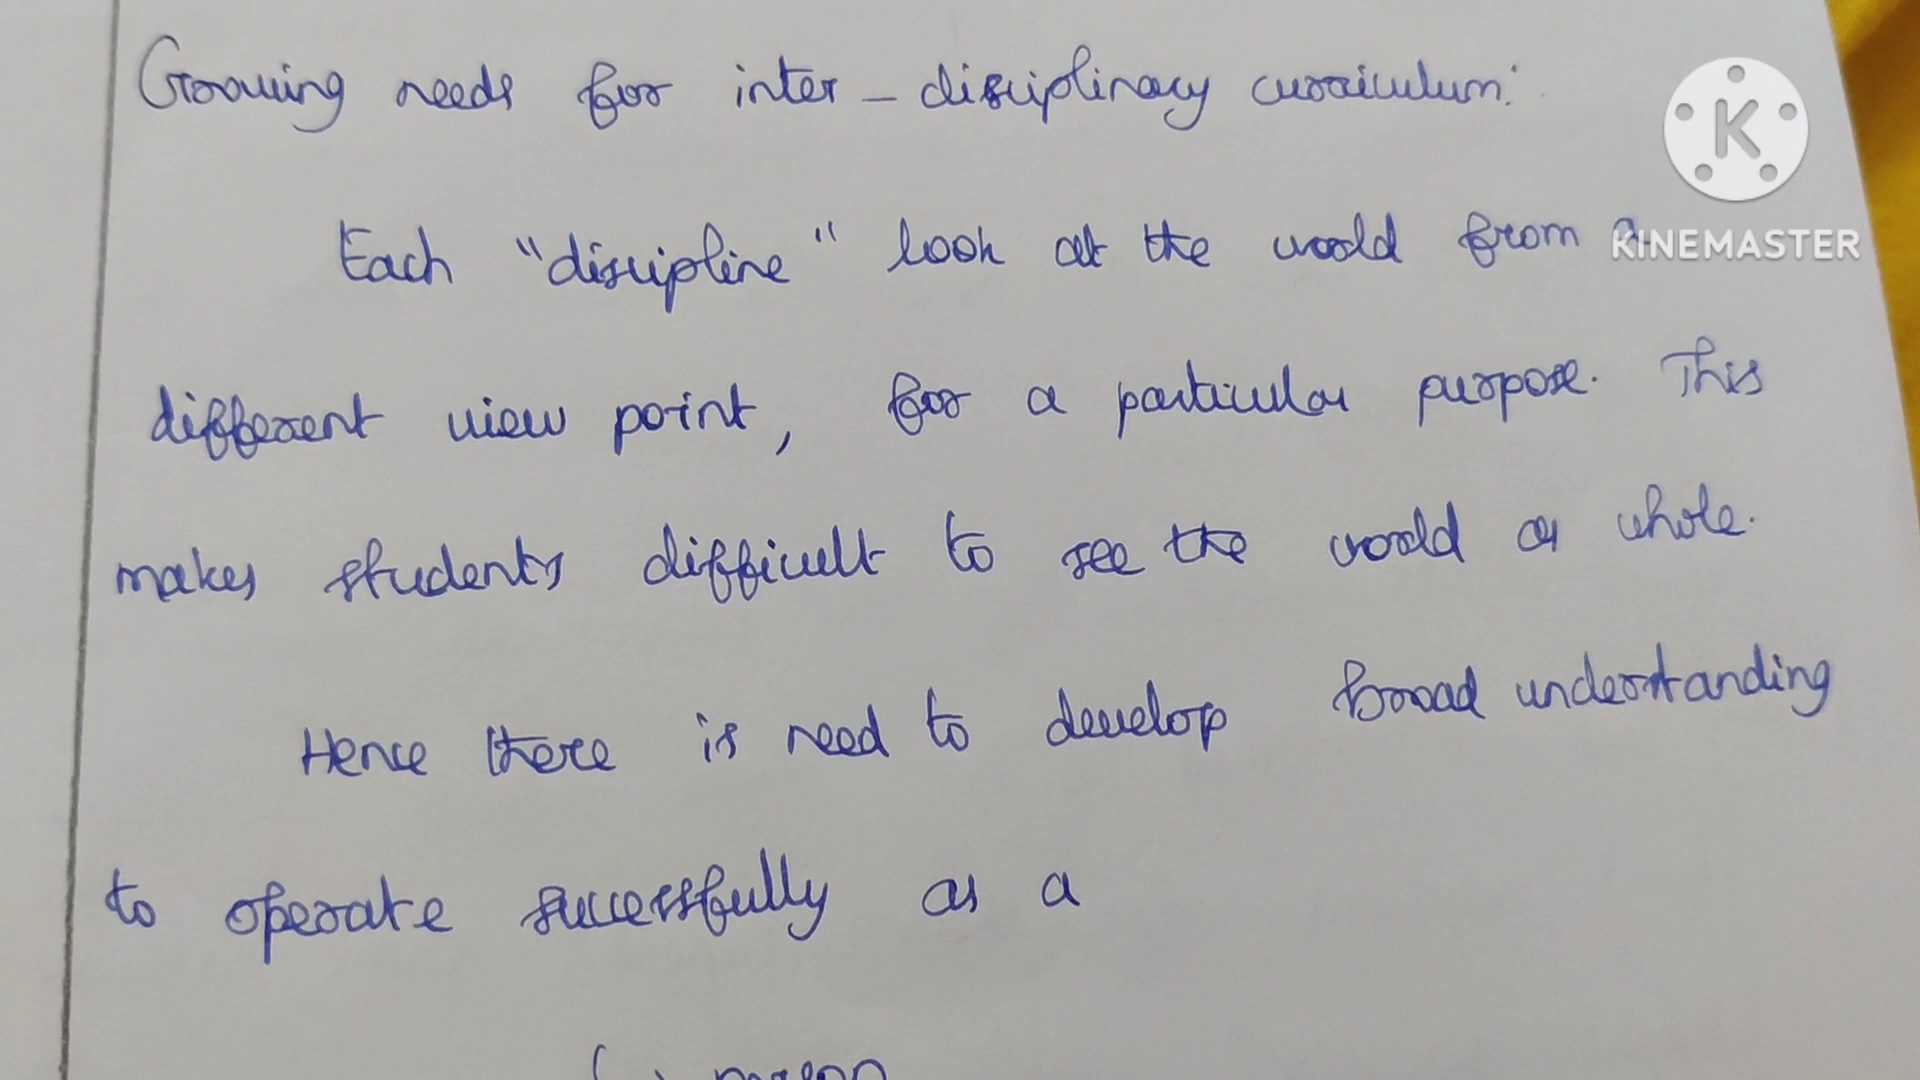 Growing needs for inter - disciplinary curriculum:
Each "discipline" look at the world from a
different view point, for a particular purpose. This
makes students difficult to see the world as whole.
Hence there is need to develop broad understanding
to operate successfully as a
person
K
KINEMASTER